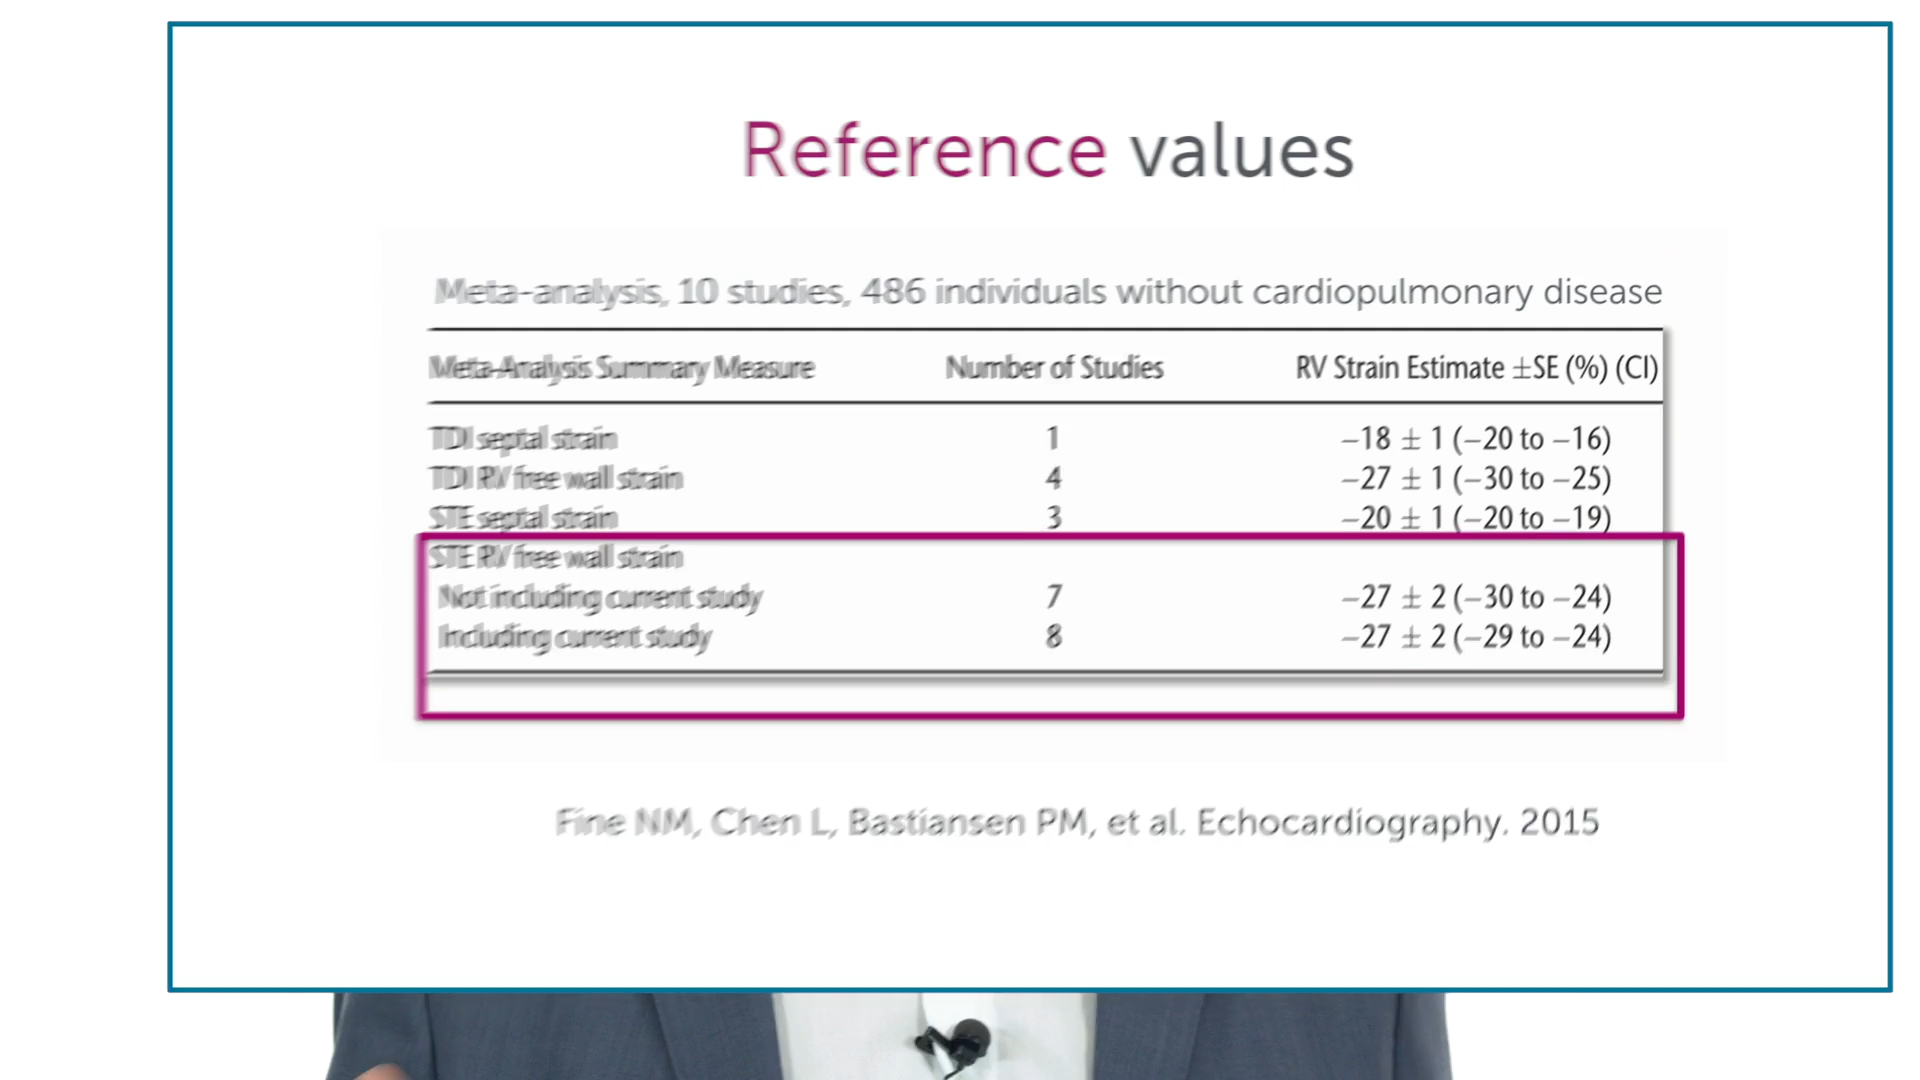 Reference values
Meta-analysis, 10 studies, 486 individuals without cardiopulmonary disease
Meta-Analysis Summary Measure Number of Studies RV Strain Estimate ±SE (%) (CI)
TDI septal strain 1 −18 ± 1 (−20 to −16)
TDI RV free wall strain 4 −27 ± 1 (−30 to −25)
STE septal strain 3 −20 ± 1 (−20 to −19)
STE RV free wall strain
Not including current study 7 −27 ± 2 (−30 to −24)
Including current study 8 −27 ± 2 (−29 to −24)
Fine NM, Chen L, Bastiansen PM, et al. Echocardiography. 2015